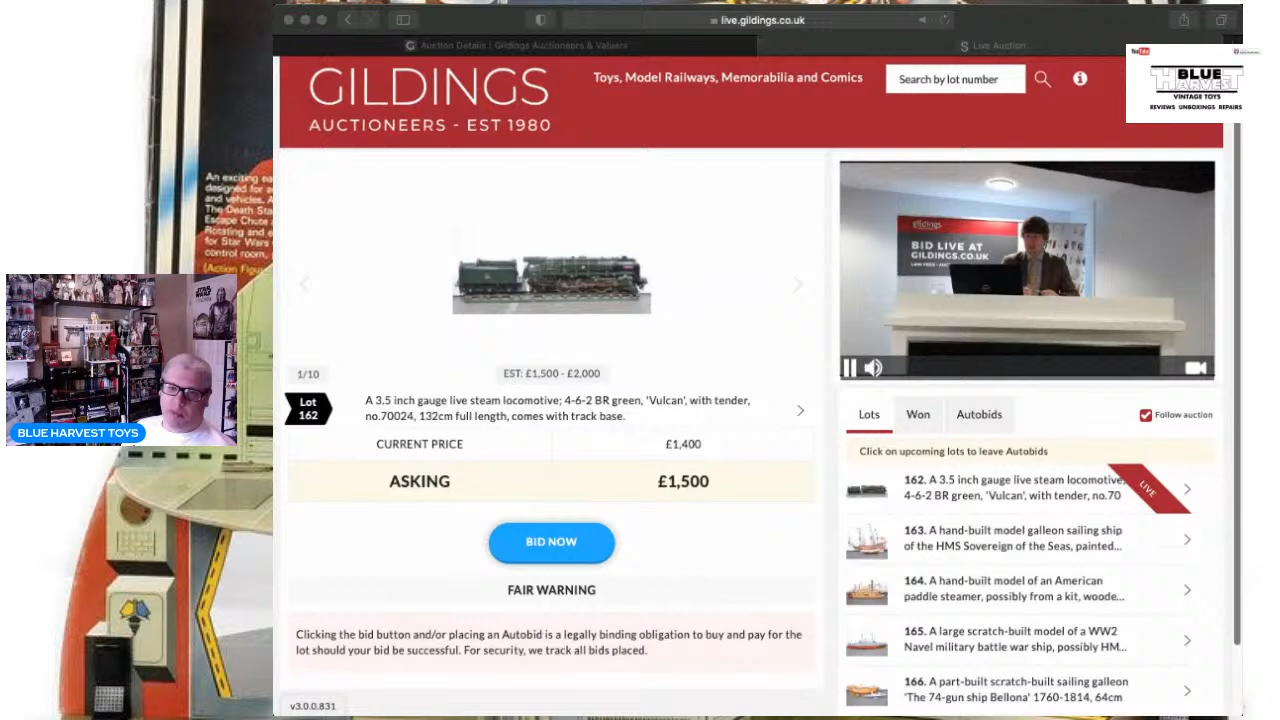 live.gildings.co.uk
Auction Details | Gildings Auctioneers & Valuers
Live Auction
GILDINGS
AUCTIONEERS - EST 1980
Toys, Model Railways, Memorabilia and Comics
Search by lot number
YouTube
BLUE
HARVEST
VINTAGE TOYS
REVIEWS UNBOXINGS REPAIRS
An exciting
designed for
and vehicles. A
The Death Sta
Escape Chute
Rotating and e
for Star Wars
control room,
(Action Figu
STAR WARS
BLUE HARVEST TOYS
1/10
EST: £1,500 - £2,000
Lot
162
A 3.5 inch gauge live steam locomotive; 4-6-2 BR green, 'Vulcan', with tender,
no.70024, 132cm full length, comes with track base.
CURRENT PRICE £1,400
ASKING £1,500
BID NOW
FAIR WARNING
Clicking the bid button and/or placing an Autobid is a legally binding obligation to buy and pay for the
lot should your bid be successful. For security, we track all bids placed.
v3.0.0.831
gildings
BID LIVE AT
GILDINGS.CO.UK
Lots Won Autobids
Follow auction
Click on upcoming lots to leave Autobids
162. A 3.5 inch gauge live steam locomotive;
4-6-2 BR green, 'Vulcan', with tender, no.70
LIVE
163. A hand-built model galleon sailing ship
of the HMS Sovereign of the Seas, painted...
164. A hand-built model of an American
paddle steamer, possibly from a kit, woode...
165. A large scratch-built model of a WW2
Navel military battle war ship, possibly HM...
166. A part-built scratch-built sailing galleon
'The 74-gun ship Bellona' 1760-1814, 64cm